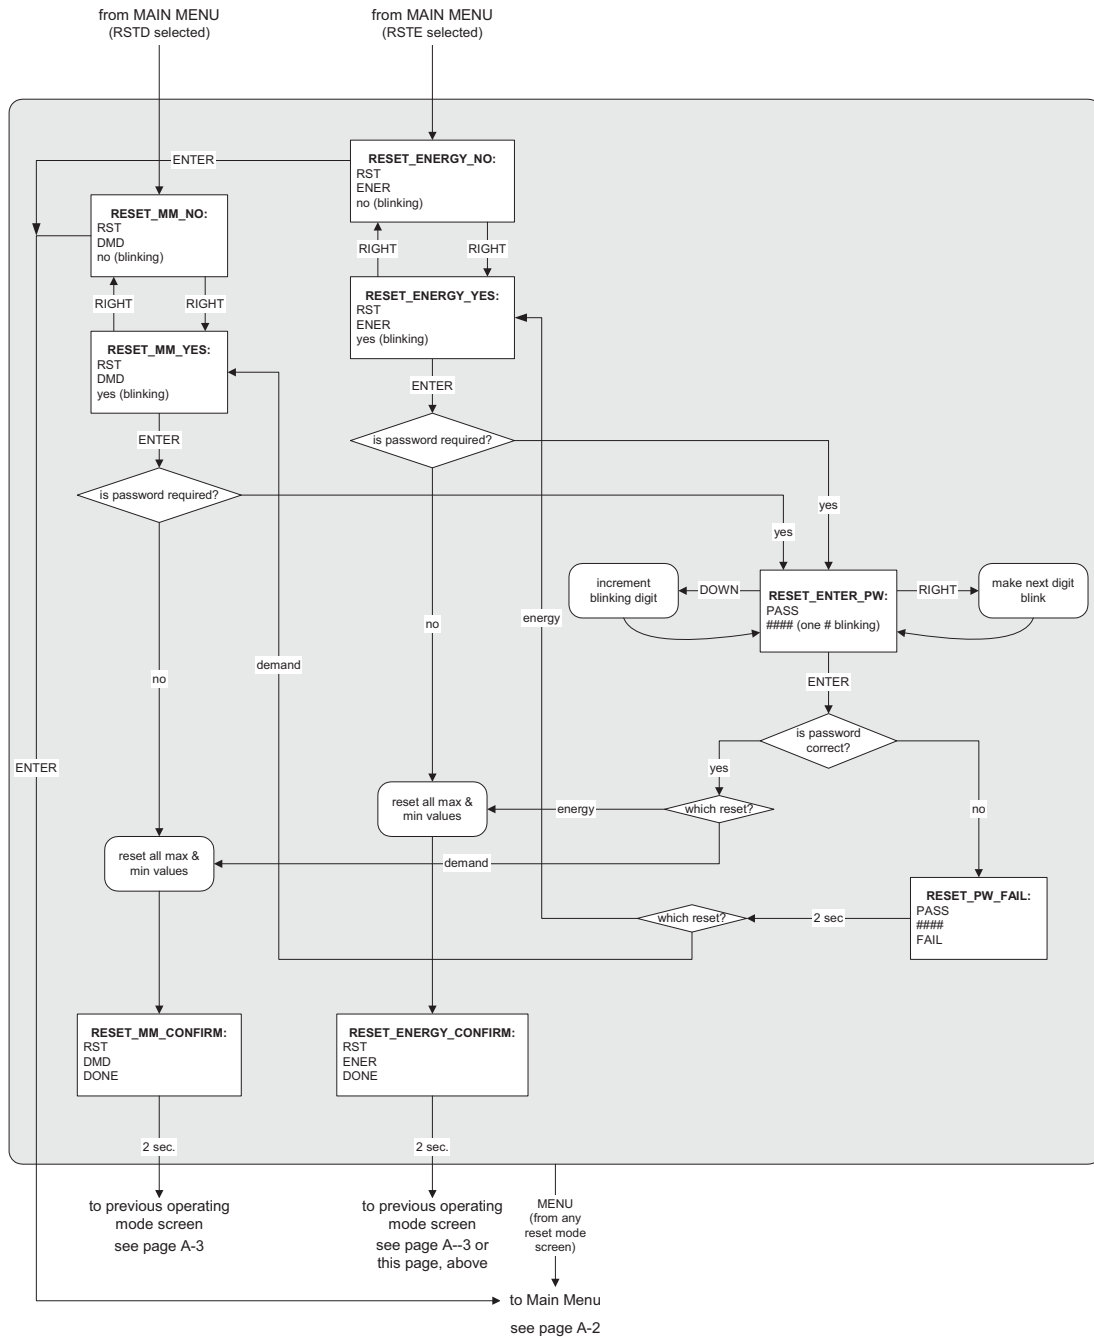 from MAIN MENU
(RSTD selected)
from MAIN MENU
(RSTE selected)
ENTER
RESET_ENERGY_NO:
RST
ENER
no (blinking)
RESET_MM_NO:
RST
DMD
no (blinking)
RIGHT
RIGHT
RESET_ENERGY_YES:
RST
ENER
yes (blinking)
RIGHT
RIGHT
RESET_MM_YES:
RST
DMD
yes (blinking)
ENTER
ENTER
is password required?
is password required?
yes
yes
increment
blinking digit
DOWN
RESET_ENTER_PW:
PASS
#### (one # blinking)
RIGHT
make next digit
blink
energy
no
demand
no
ENTER
is password
correct?
yes
ENTER
reset all max &
min values
energy
which reset?
no
reset all max &
min values
demand
which reset?
2 sec
RESET_PW_FAIL:
PASS
####
FAIL
RESET_MM_CONFIRM:
RST
DMD
DONE
RESET_ENERGY_CONFIRM:
RST
ENER
DONE
2 sec.
2 sec.
to previous operating
mode screen
see page A-3
to previous operating
mode screen
see page A--3 or
this page, above
MENU
(from any
reset mode
screen)
to Main Menu
see page A-2